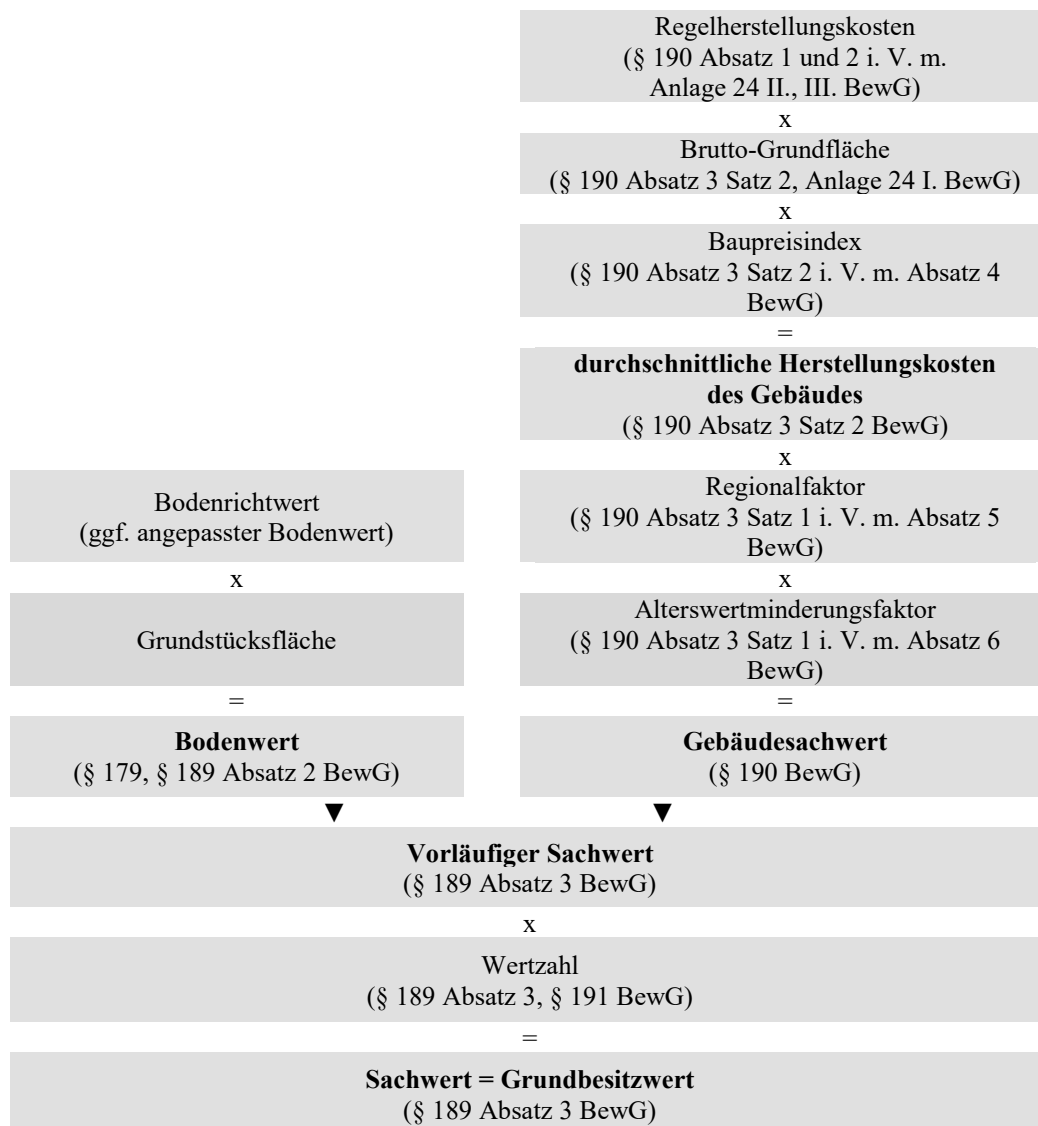 Regelherstellungskosten
(§ 190 Absatz 1 und 2 i. V. m.
Anlage 24 II., III. BewG)
x
Brutto-Grundfläche
(§ 190 Absatz 3 Satz 2, Anlage 24 I. BewG)
x
Baupreisindex
(§ 190 Absatz 3 Satz 2 i. V. m. Absatz 4
BewG)
=
durchschnittliche Herstellungskosten
des Gebäudes
(§ 190 Absatz 3 Satz 2 BewG)
x
Bodenrichtwert
(ggf. angepasster Bodenwert)
x
Grundstücksfläche
=
Bodenwert
(§ 179, § 189 Absatz 2 BewG)
Regionalfaktor
(§ 190 Absatz 3 Satz 1 i. V. m. Absatz 5
BewG)
x
Alterswertminderungsfaktor
(§ 190 Absatz 3 Satz 1 i. V. m. Absatz 6
BewG)
=
Gebäudesachwert
(§ 190 BewG)
▼ ▼
Vorläufiger Sachwert
(§ 189 Absatz 3 BewG)
x
Wertzahl
(§ 189 Absatz 3, § 191 BewG)
=
Sachwert = Grundbesitzwert
(§ 189 Absatz 3 BewG)